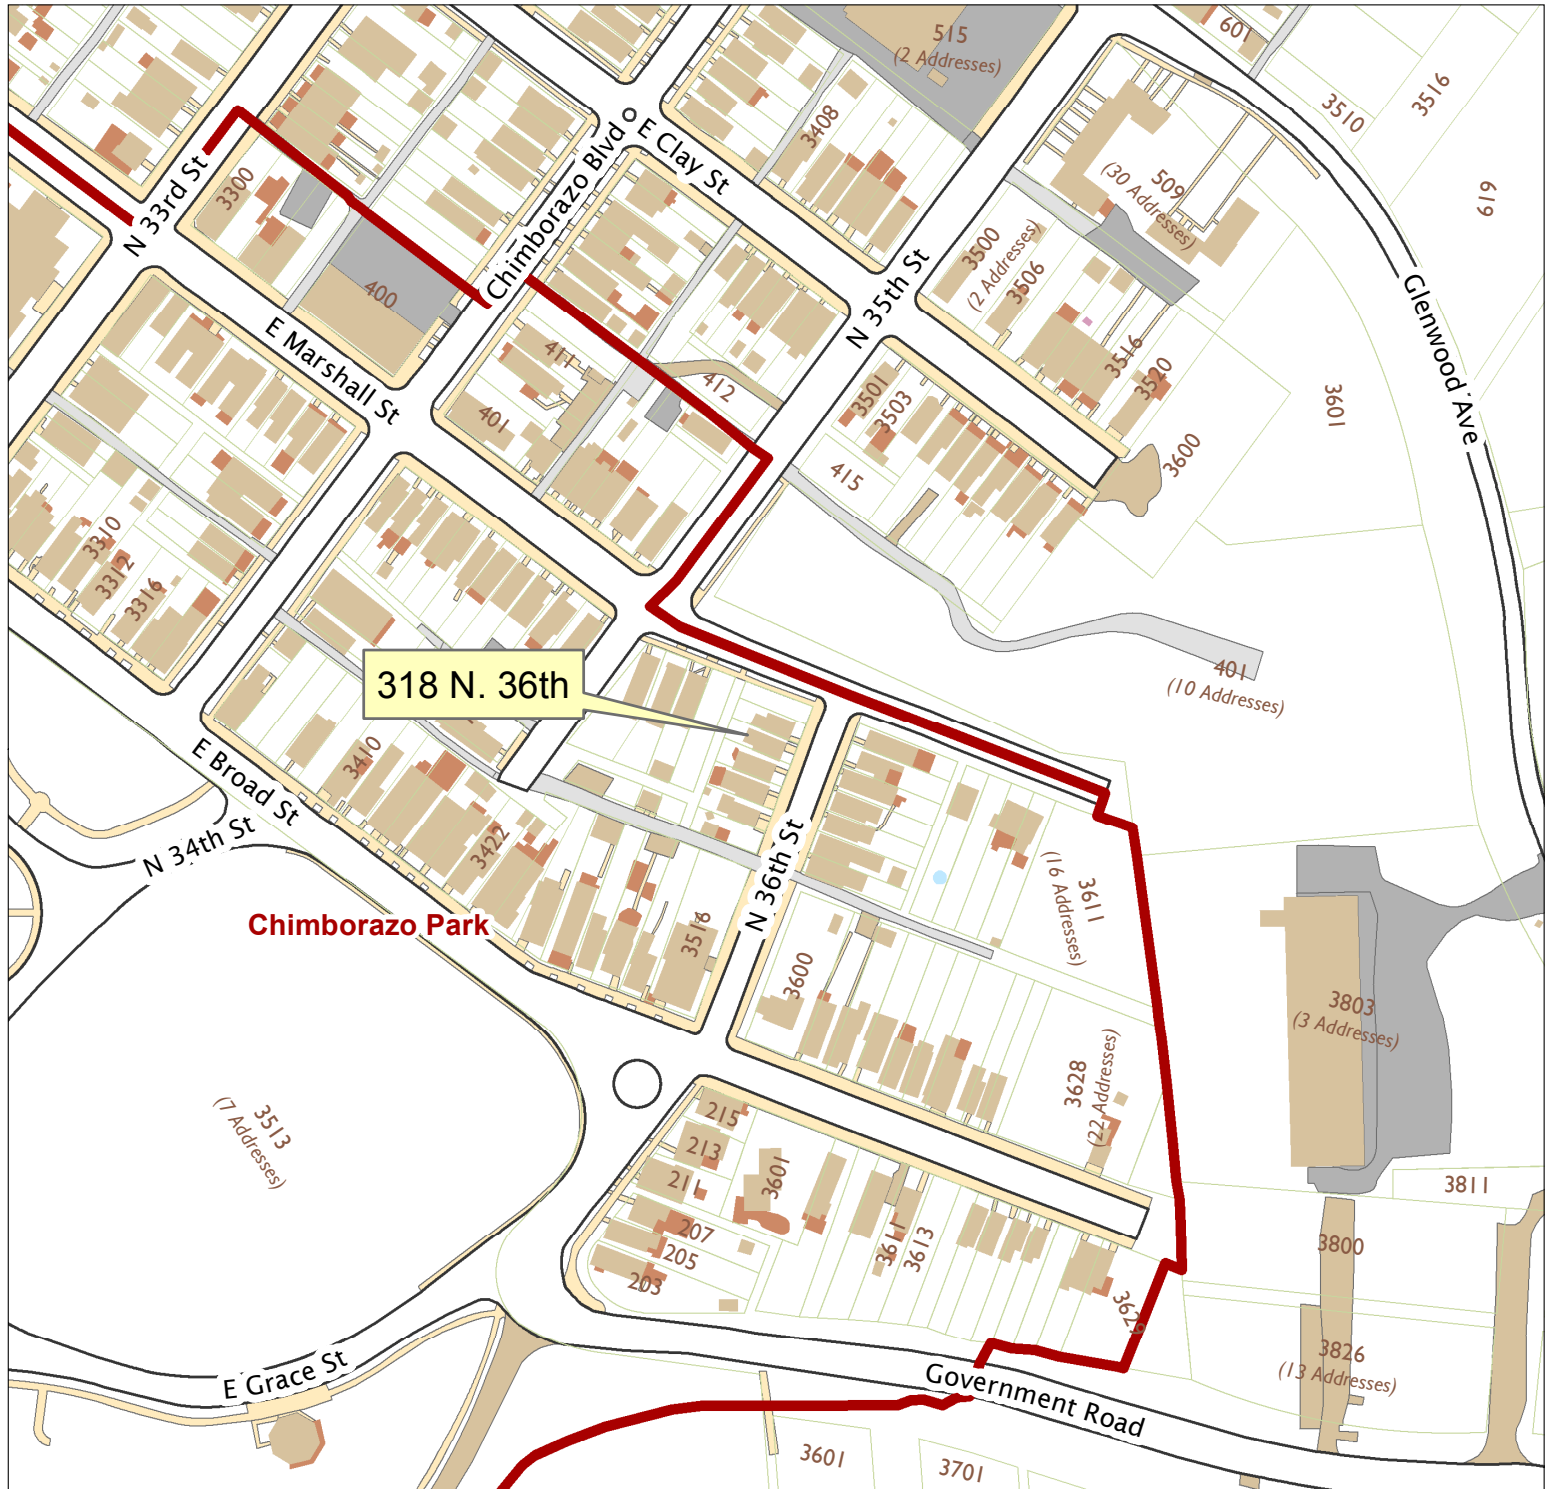 515
(2 Addresses)
601
3510
3516
619
3408
509
(30 Addresses)
E Clay St
Chimborazo Blvd
N 33rd St
3300
400
E Marshall St
N 35th St
3500
(2 Addresses)
3506
3516
3520
3600
3601
Glenwood Ave
411
401
412
3501
3503
415
3310
3312
3316
318 N. 36th
401
(10 Addresses)
E Broad St
3410
3422
N 34th St
Chimborazo Park
N 36th St
3516
3600
3611
(16 Addresses)
3803
(3 Addresses)
3628
(22 Addresses)
3513
(7 Addresses)
215
213
211
207
205
203
3601
3611
3613
3629
3811
3800
3826
(13 Addresses)
E Grace St
Government Road
3601
3701